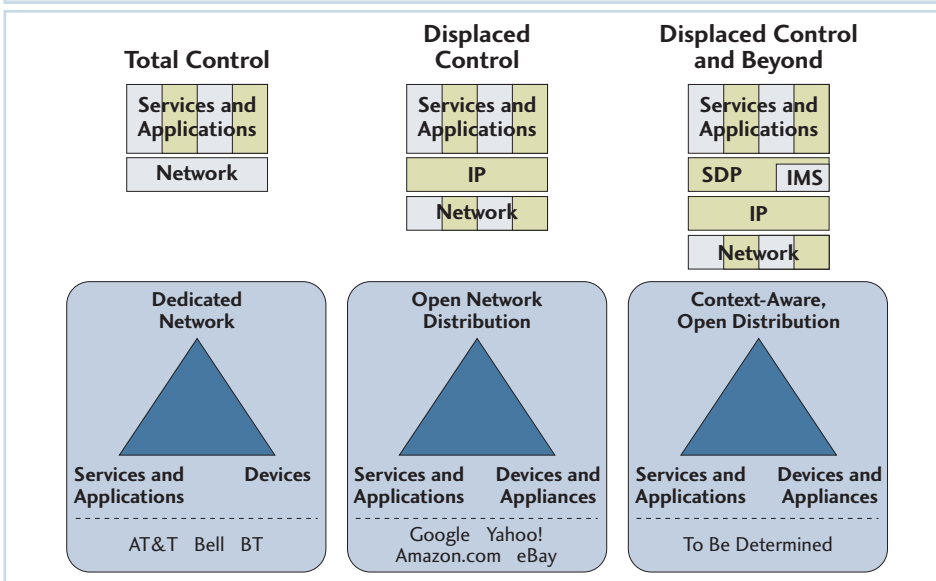 Total Control
Services and
Applications
Network
Dedicated
Network
Services and
Applications
Devices
AT&T Bell BT
Displaced
Control
Services and
Applications
IP
Network
Open Network
Distribution
Services and
Applications
Devices and
Appliances
Google Yahoo!
Amazon.com eBay
Displaced Control
and Beyond
Services and
Applications
SDP IMS
IP
Network
Context-Aware,
Open Distribution
Services and
Applications
Devices and
Appliances
To Be Determined